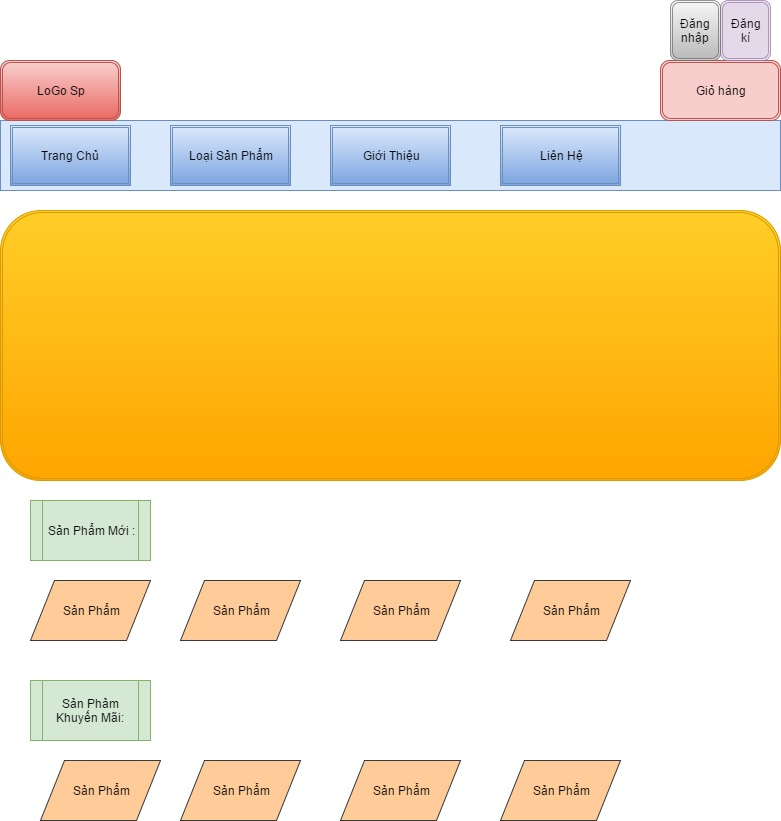 Đăng
nhập
Đăng
kí
LoGo Sp
Giỏ hàng
Trang Chủ
Loại Sản Phẩm
Giới Thiệu
Liên Hệ
Sản Phẩm Mới :
Sản Phẩm
Sản Phẩm
Sản Phẩm
Sản Phẩm
Sản Phảm
Khuyến Mãi:
Sản Phẩm
Sản Phẩm
Sản Phẩm
Sản Phẩm